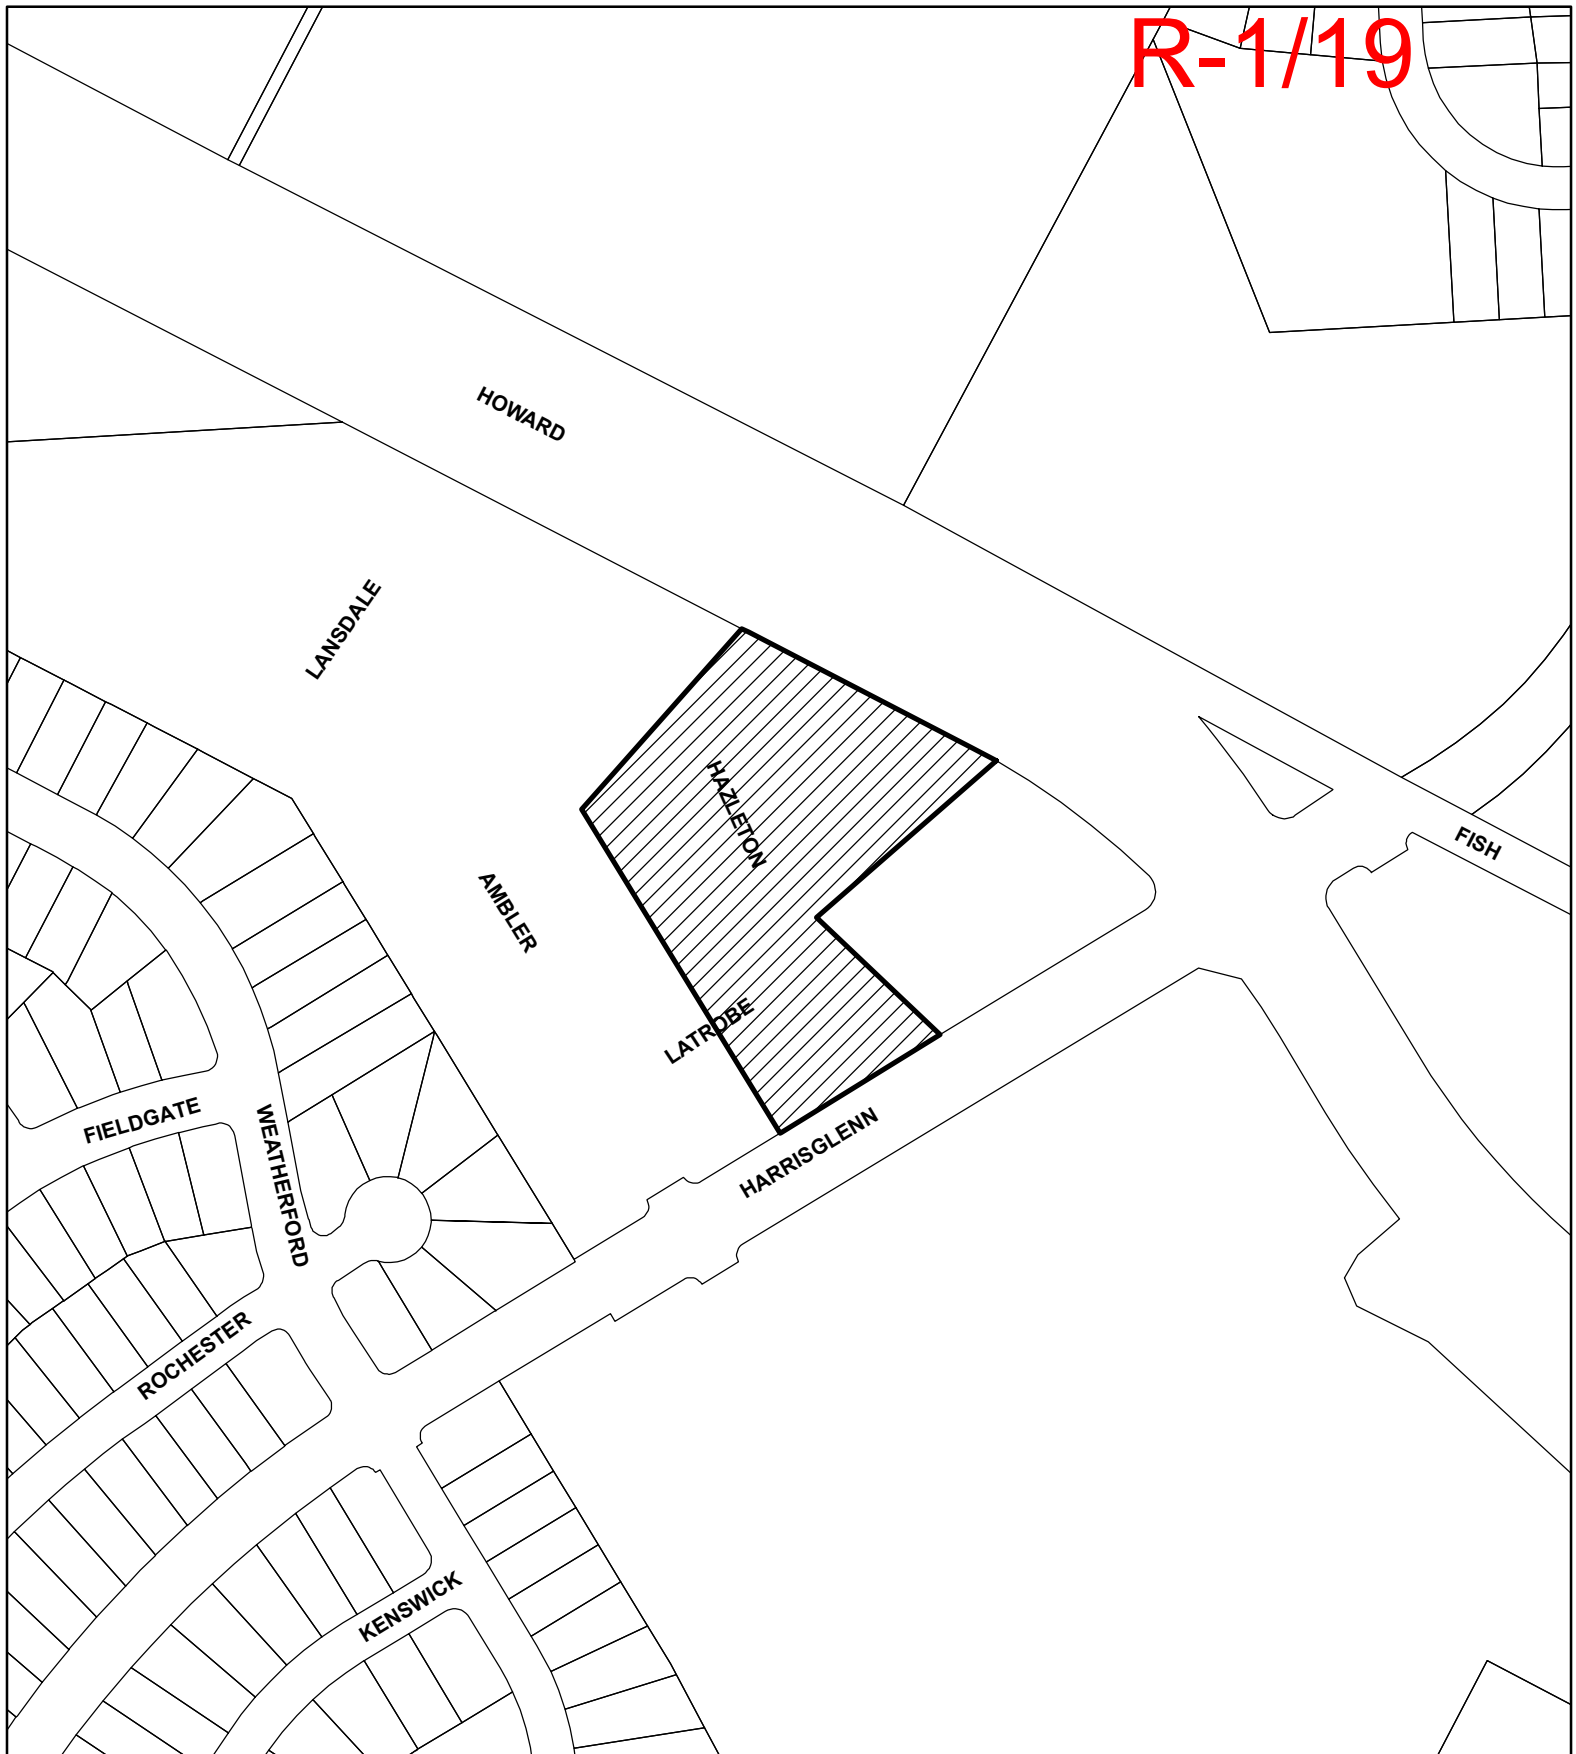 R-1/19
HOWARD
LANSDALE
HAZLETON
FISH
AMBLER
LATROBE
FIELDGATE
WEATHERFORD
HARRISGLENN
ROCHESTER
KENSWICK